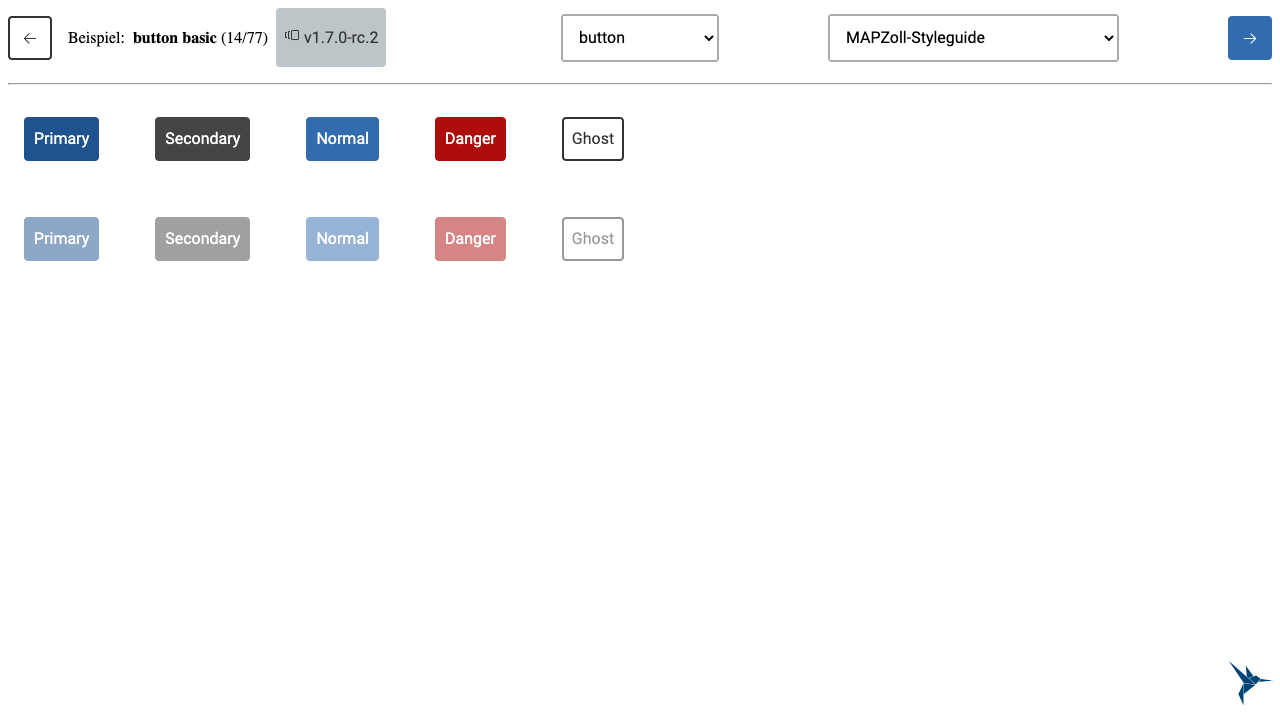 ← Beispiel: button basic (14/77) v1.7.0-rc.2 button MAPZoll-Styleguide →
Primary Secondary Normal Danger Ghost
Primary Secondary Normal Danger Ghost